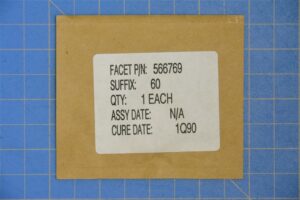 FACET P/N: 566769
SUFFIX: 60
QTY: 1 EACH
ASSY DATE: N/A
CURE DATE: 1Q90